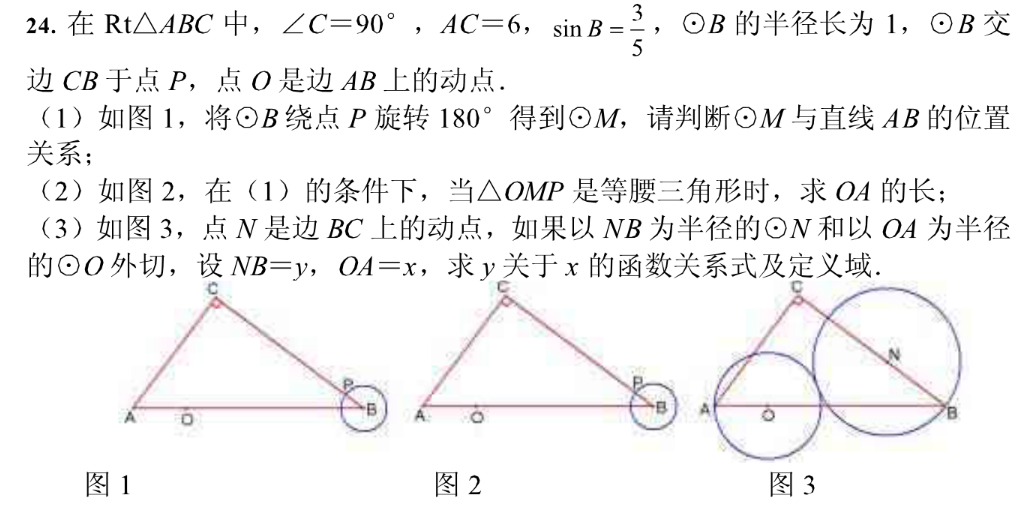 24. 在 Rt△ABC 中，∠C＝90°，AC＝6，sin B = 3/5，⊙B 的半径长为 1，⊙B 交
边 CB 于点 P，点 O 是边 AB 上的动点．
（1）如图 1，将⊙B 绕点 P 旋转 180° 得到⊙M，请判断⊙M 与直线 AB 的位置
关系；
（2）如图 2，在（1）的条件下，当△OMP 是等腰三角形时，求 OA 的长；
（3）如图 3，点 N 是边 BC 上的动点，如果以 NB 为半径的⊙N 和以 OA 为半径
的⊙O 外切，设 NB＝y，OA＝x，求 y 关于 x 的函数关系式及定义域．
C C C
P P N
A O B A O B A O B
图 1 图 2 图 3